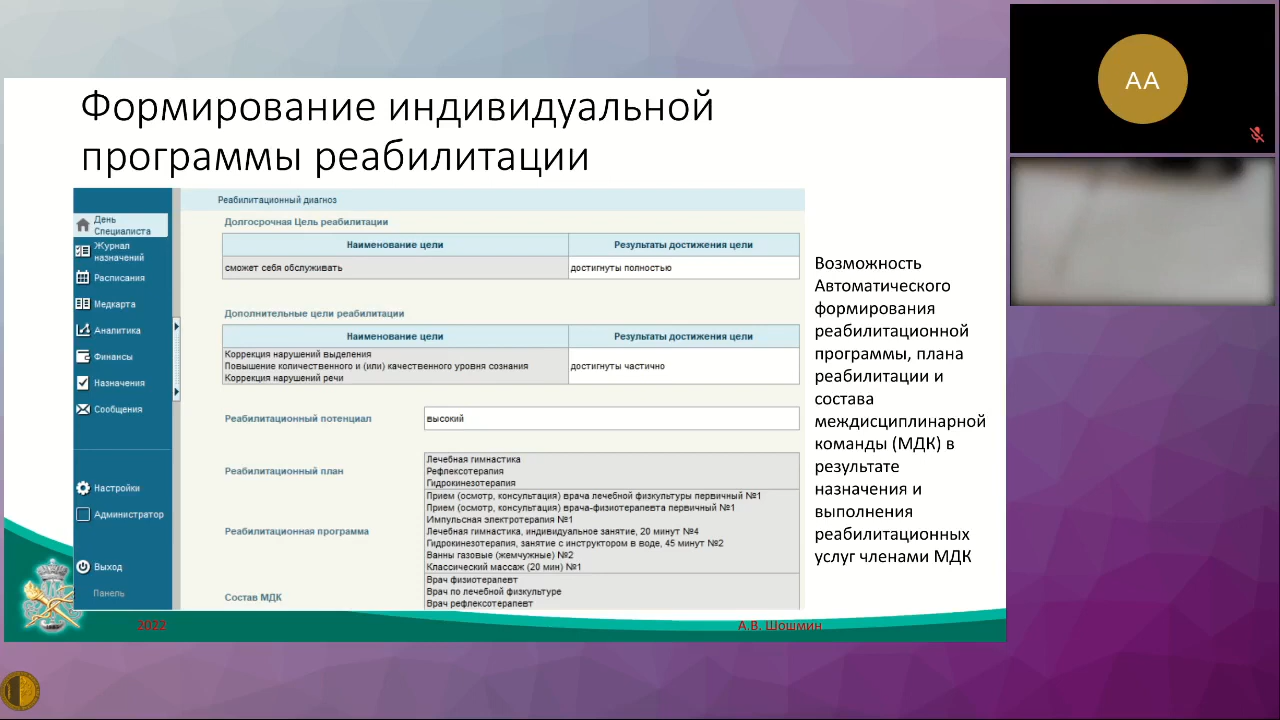 Формирование индивидуальной
программы реабилитации
День
Специалиста
Журнал
назначений
Расписания
Медкарта
Аналитика
Финансы
Назначения
Сообщения
Настройки
Администратор
Выход
Панель
Реабилитационный диагноз
Долгосрочная Цель реабилитации
Наименование цели
Результаты достижения цели
сможет себя обслуживать
достигнуты полностью
Дополнительные цели реабилитации
Наименование цели
Результаты достижения цели
Коррекция нарушений выделения
Повышение количественного и (или) качественного уровня сознания
Коррекция нарушений речи
достигнуты частично
Реабилитационный потенциал
высокий
Реабилитационный план
Лечебная гимнастика
Рефлексотерапия
Гидрокинезотерапия
Реабилитационная программа
Прием (осмотр, консультация) врача лечебной физкультуры первичный №1
Прием (осмотр, консультация) врача-физиотерапевта первичный №1
Импульсная электротерапия №1
Лечебная гимнастика, индивидуальное занятие, 20 минут №4
Гидрокинезотерапия, занятие с инструктором в воде, 45 минут №2
Ванны газовые (жемчужные) №2
Классический массаж (20 мин) №1
Состав МДК
Врач физиотерапевт
Врач по лечебной физкультуре
Врач рефлексотерапевт
Возможность
Автоматического
формирования
реабилитационной
программы, плана
реабилитации и
состава
междисциплинарной
команды (МДК) в
результате
назначения и
выполнения
реабилитационных
услуг членами МДК
2022
А.В. Шошмин
АА